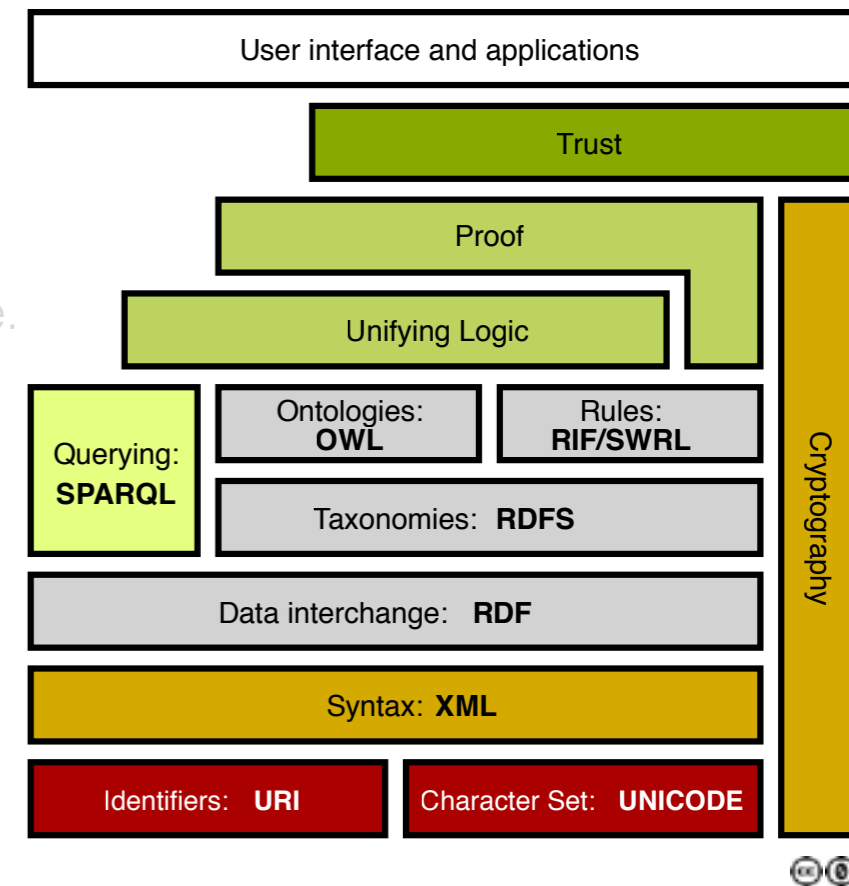 User interface and applications
Trust
Proof
e.
Unifying Logic
Ontologies:
OWL
Rules:
RIF/SWRL
Querying:
SPARQL
Taxonomies: RDFS
Cryptography
Data interchange: RDF
Syntax: XML
Identifiers: URI
Character Set: UNICODE
cc